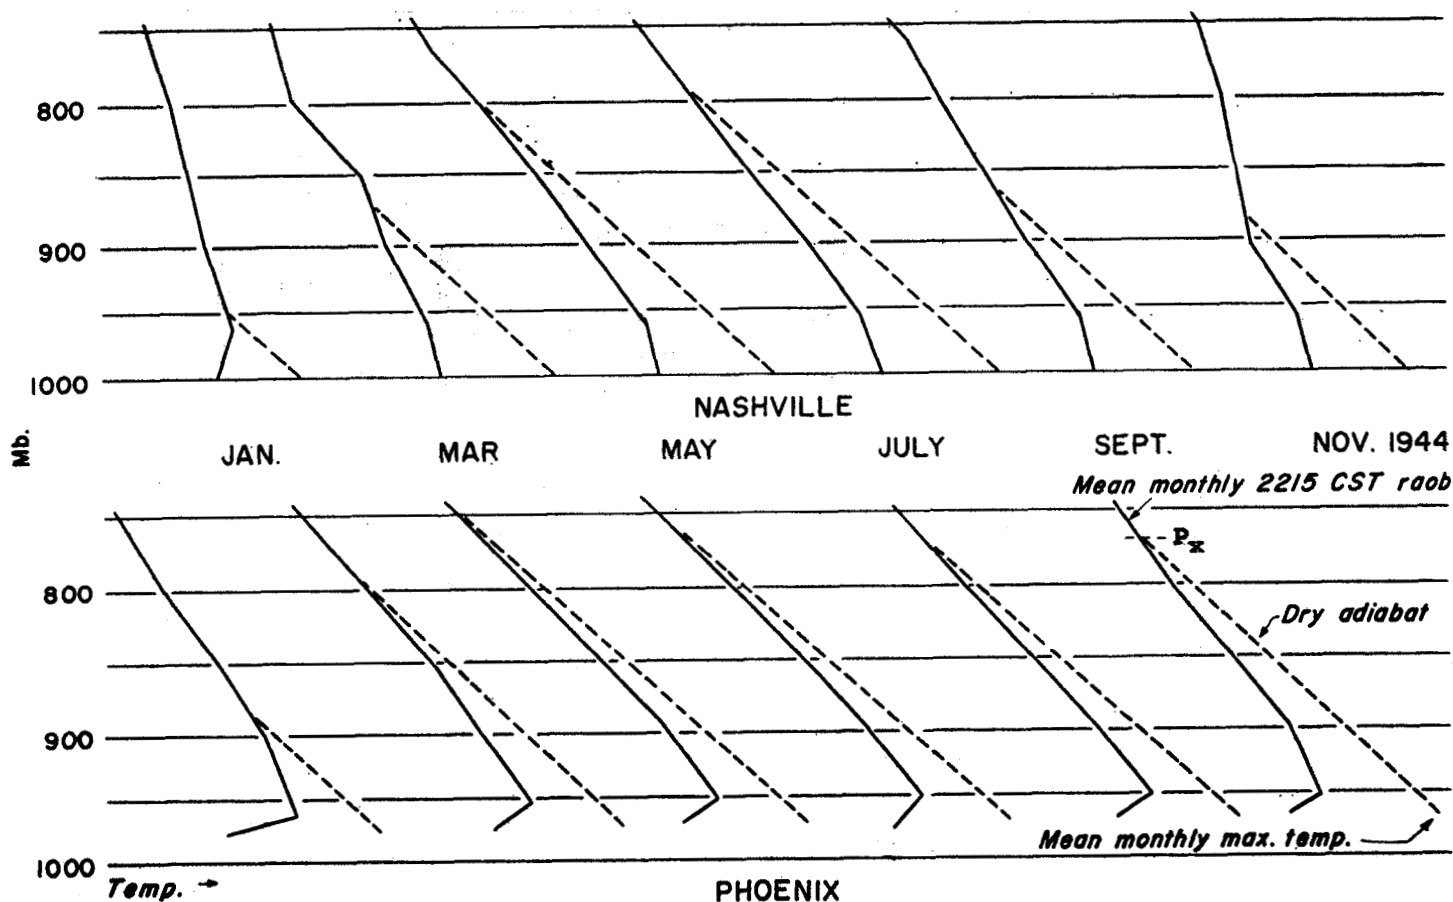 800
900
1000
NASHVILLE
Mb.
JAN. MAR MAY JULY SEPT. NOV. 1944
Mean monthly 2215 CST raob
Px
800
Dry adiabat
900
Mean monthly max. temp.
1000
Temp. →
PHOENIX